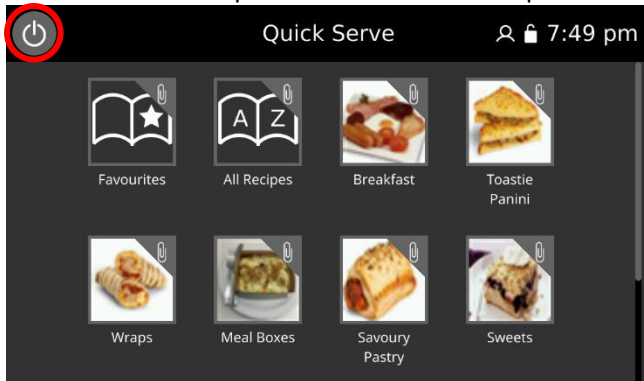 Quick Serve
7:49 pm
A Z
Favourites
All Recipes
Breakfast
Toastie
Panini
Wraps
Meal Boxes
Savoury
Pastry
Sweets